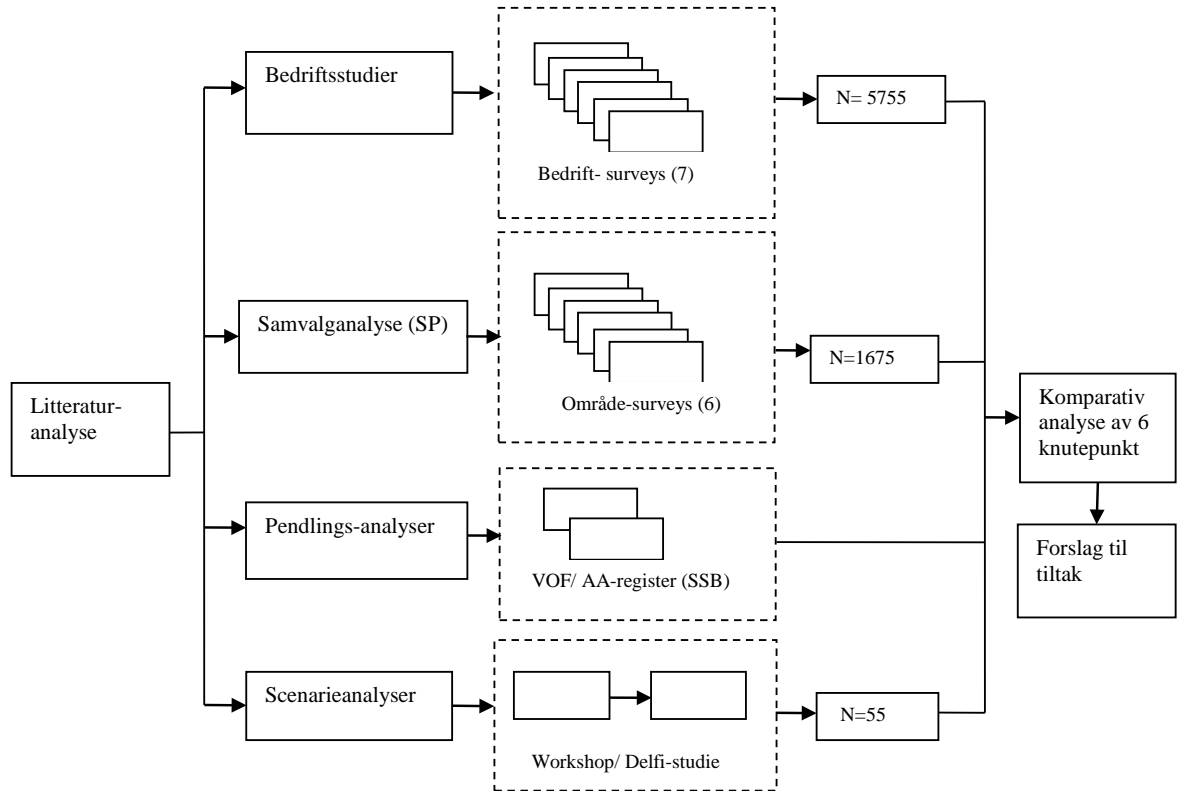 Bedriftsstudier
Bedrift- surveys (7)
N= 5755
Samvalganalyse (SP)
Område-surveys (6)
N=1675
Litteratur-
analyse
Pendlings-analyser
VOF/ AA-register (SSB)
Scenarieanalyser
Workshop/ Delfi-studie
N=55
Komparativ
analyse av 6
knutepunkt
Forslag til
tiltak